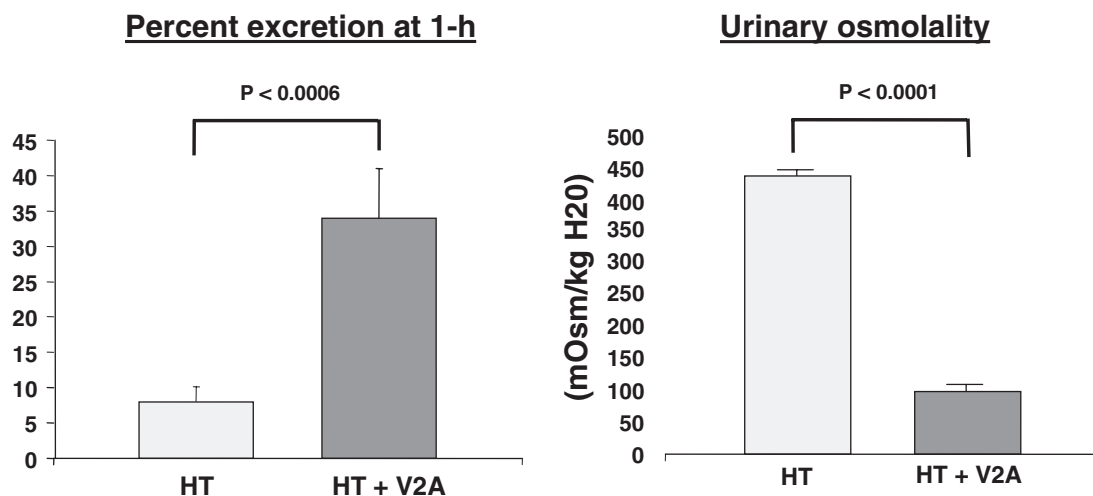 Percent excretion at 1-h
P < 0.0006
45
40
35
30
25
20
15
10
5
0
HT
HT + V2A
Urinary osmolality
P < 0.0001
(mOsm/kg H20)
500
450
400
350
300
250
200
150
100
50
0
HT
HT + V2A